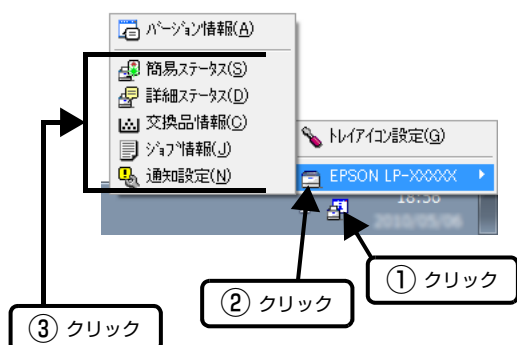 バージョン情報(A)
簡易ステータス(S)
詳細ステータス(D)
交換品情報(C)
ジョブ情報(J)
通知設定(N)
トレイアイコン設定(G)
EPSON LP-XXXXX
18:56
2010/05/06
① クリック
② クリック
③ クリック